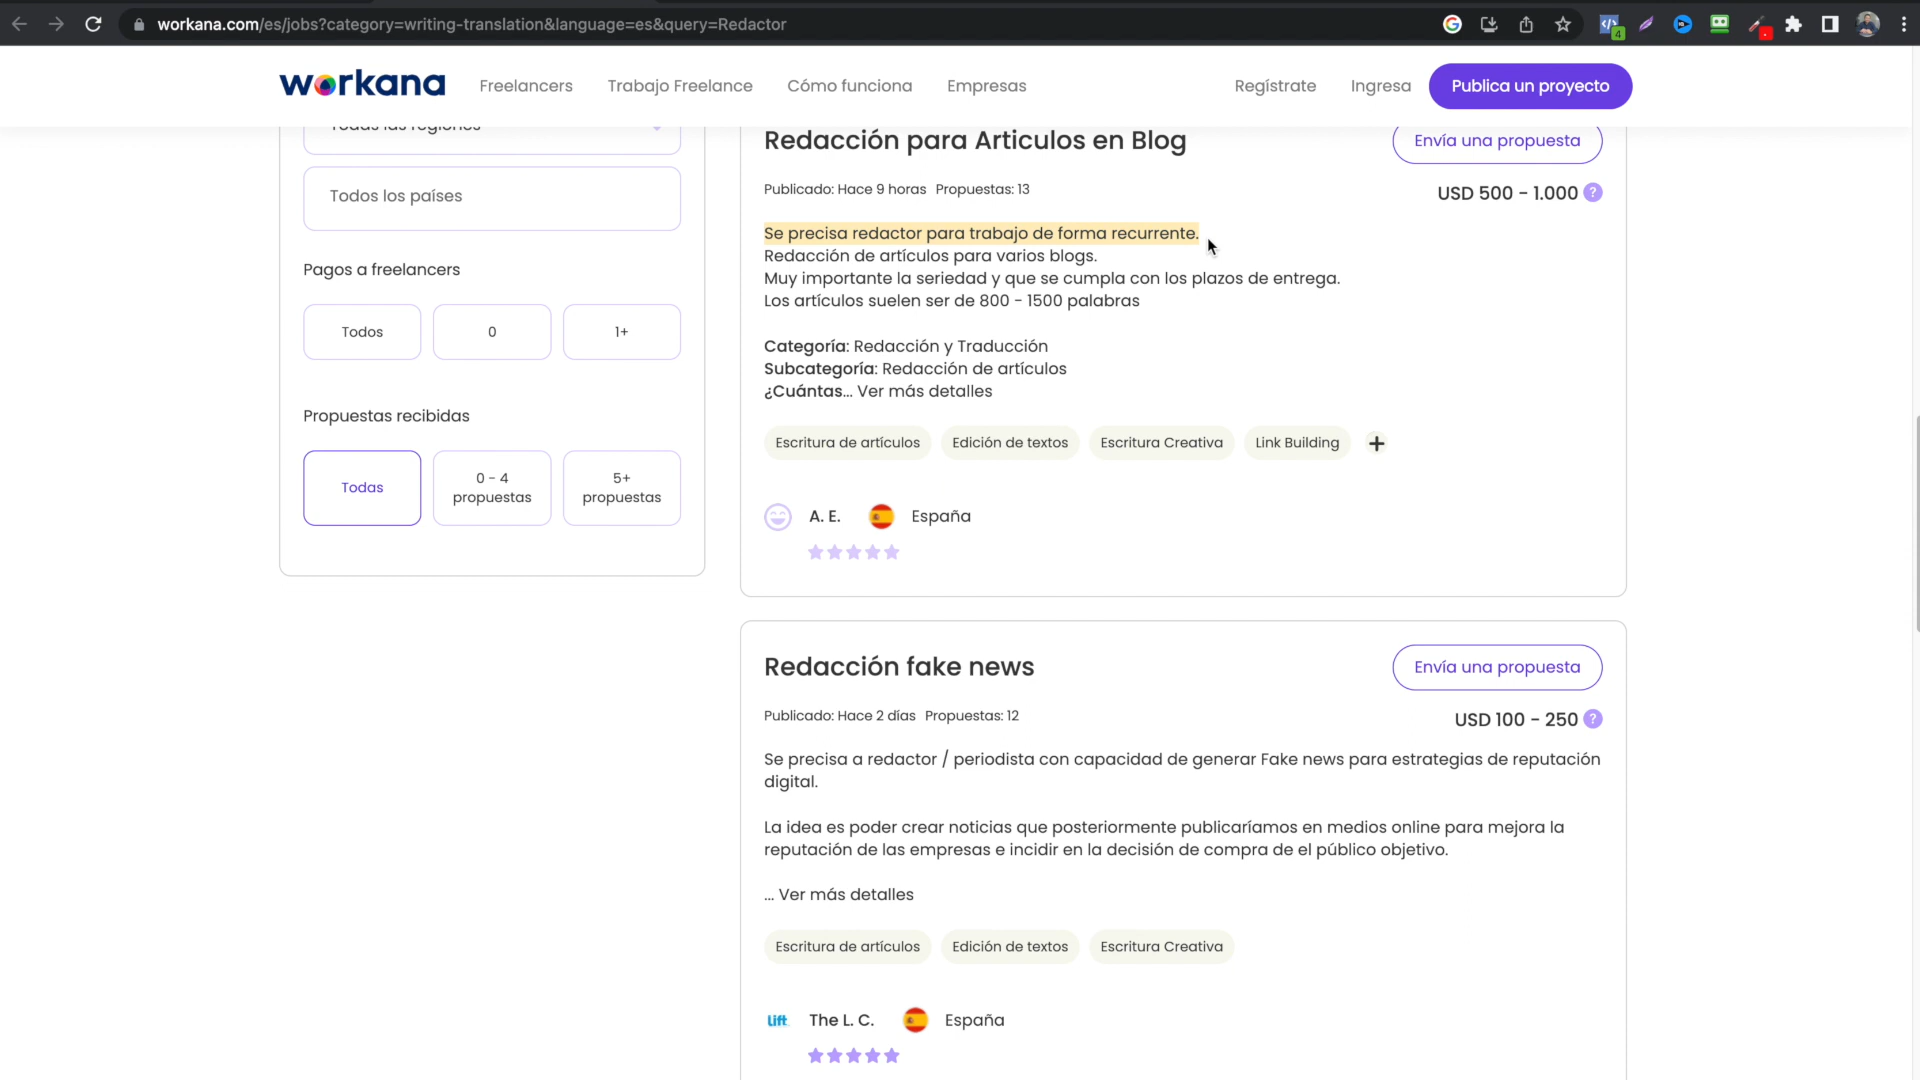 workana.com/es/jobs?category=writing-translation&language=es&query=Redactor
4
workana
Freelancers
Trabajo Freelance
Cómo funciona
Empresas
Regístrate
Ingresa
Publica un proyecto
Todas las regiones
Todos los países
Pagos a freelancers
Todos
0
1+
Propuestas recibidas
Todas
0 - 4
propuestas
5+
propuestas
Redacción para Articulos en Blog
Envía una propuesta
Publicado: Hace 9 horas Propuestas: 13
USD 500 - 1.000 ?
Se precisa redactor para trabajo de forma recurrente.
Redacción de artículos para varios blogs.
Muy importante la seriedad y que se cumpla con los plazos de entrega.
Los artículos suelen ser de 800 - 1500 palabras
Categoría: Redacción y Traducción
Subcategoría: Redacción de artículos
¿Cuántas... Ver más detalles
Escritura de artículos
Edición de textos
Escritura Creativa
Link Building
+
A. E.
España
Redacción fake news
Envía una propuesta
Publicado: Hace 2 días Propuestas: 12
USD 100 - 250 ?
Se precisa a redactor / periodista con capacidad de generar Fake news para estrategias de reputación
digital.
La idea es poder crear noticias que posteriormente publicaríamos en medios online para mejora la
reputación de las empresas e incidir en la decisión de compra de el público objetivo.
... Ver más detalles
Escritura de artículos
Edición de textos
Escritura Creativa
Lift
The L. C.
España